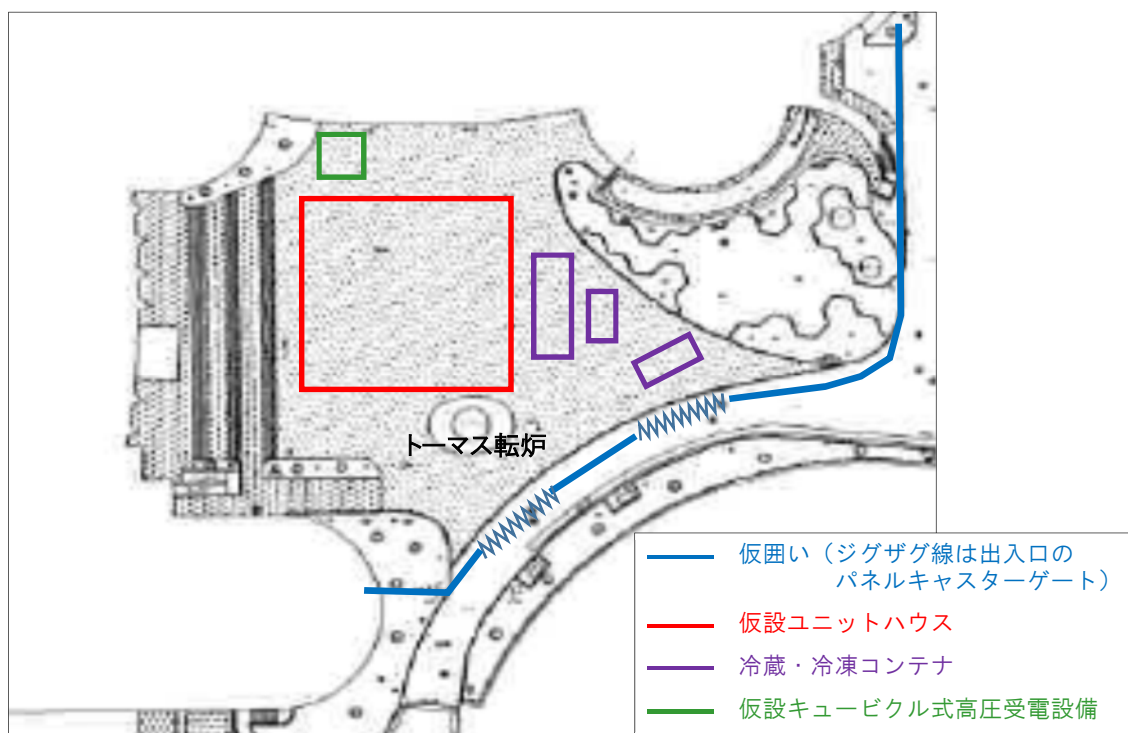 トーマス転炉
仮囲い（ジグザグ線は出入口の
パネルキャスターゲート）
仮設ユニットハウス
冷蔵・冷凍コンテナ
仮設キュービクル式高圧受電設備